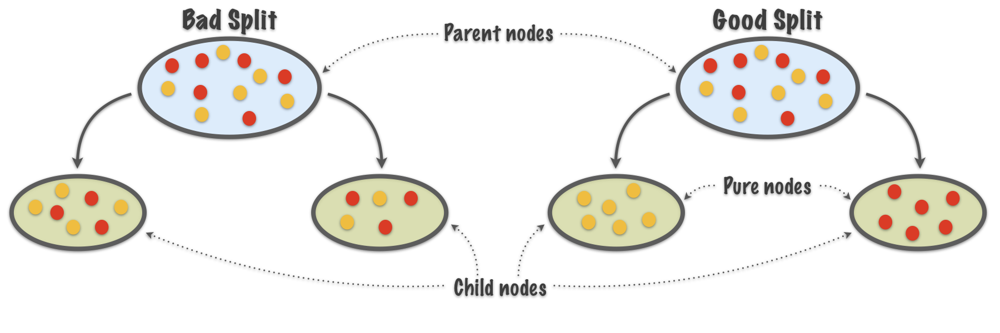 Bad Split
Good Split
Parent nodes
Pure nodes
Child nodes